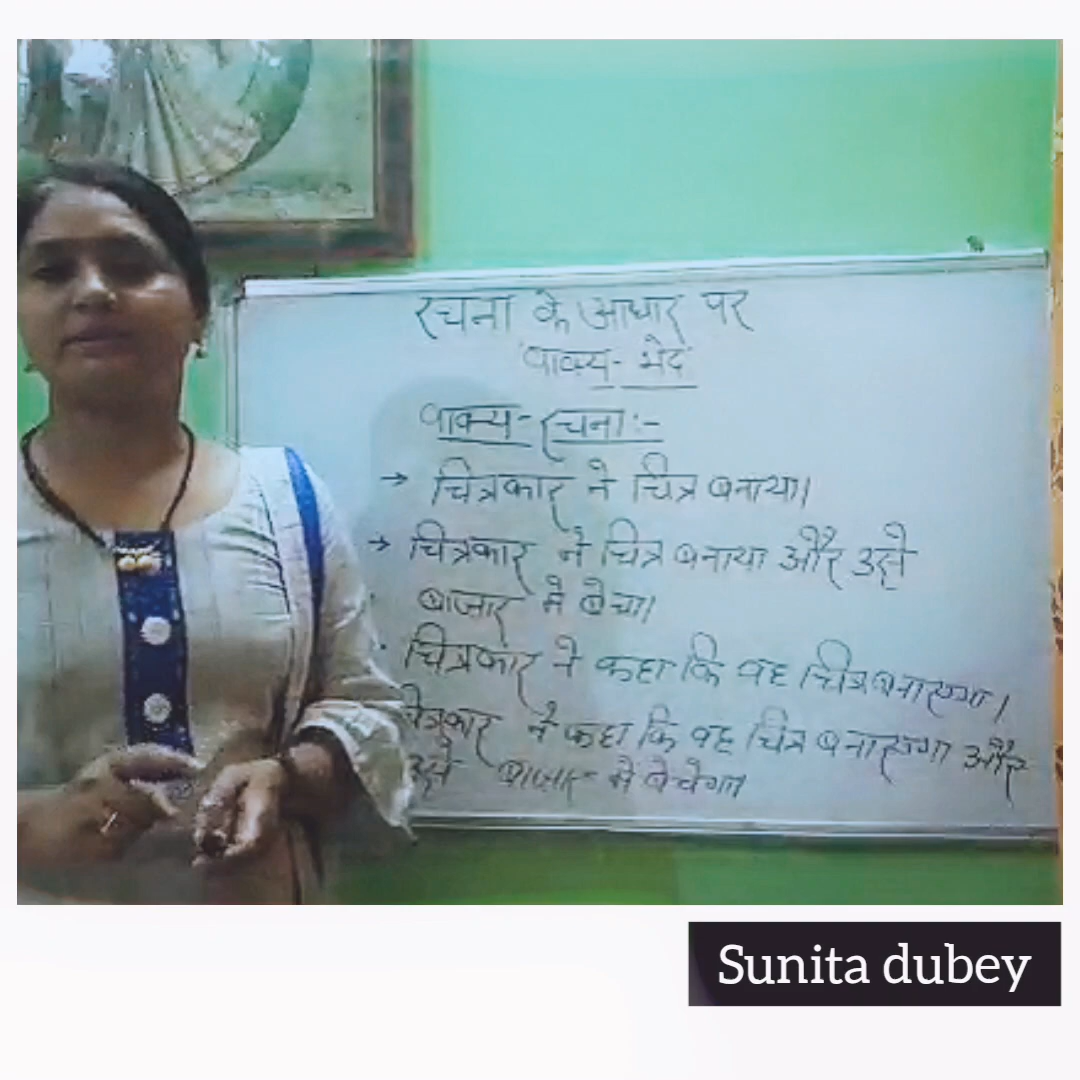 रचना के आधार पर
वाक्य-भेद
वाक्य-रचना:-
→ चित्रकार ने चित्र बनाया।
→ चित्रकार ने चित्र बनाया और उसे
बाजार में बेचा।
चित्रकार ने कहा कि वह चित्र बनाएगा।
चित्रकार ने कहा कि वह चित्र बनाएगा और
उसे बाजार में बेचेगा
Sunita dubey